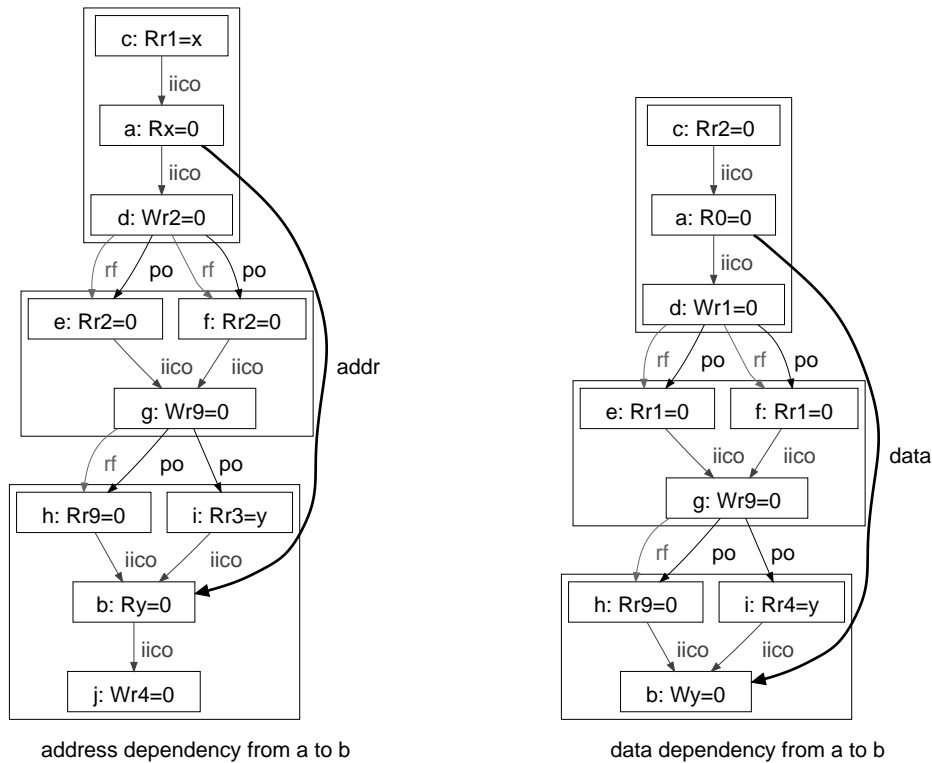 c: Rr1=x
iico
a: Rx=0
iico
d: Wr2=0
rf po rf po
e: Rr2=0 f: Rr2=0
iico iico
addr
g: Wr9=0
rf po po
h: Rr9=0 i: Rr3=y
iico iico
b: Ry=0
iico
j: Wr4=0
address dependency from a to b
c: Rr2=0
iico
a: R0=0
iico
d: Wr1=0
rf po rf po
e: Rr1=0 f: Rr1=0
iico iico
data
g: Wr9=0
rf po po
h: Rr9=0 i: Rr4=y
iico iico
b: Wy=0
data dependency from a to b